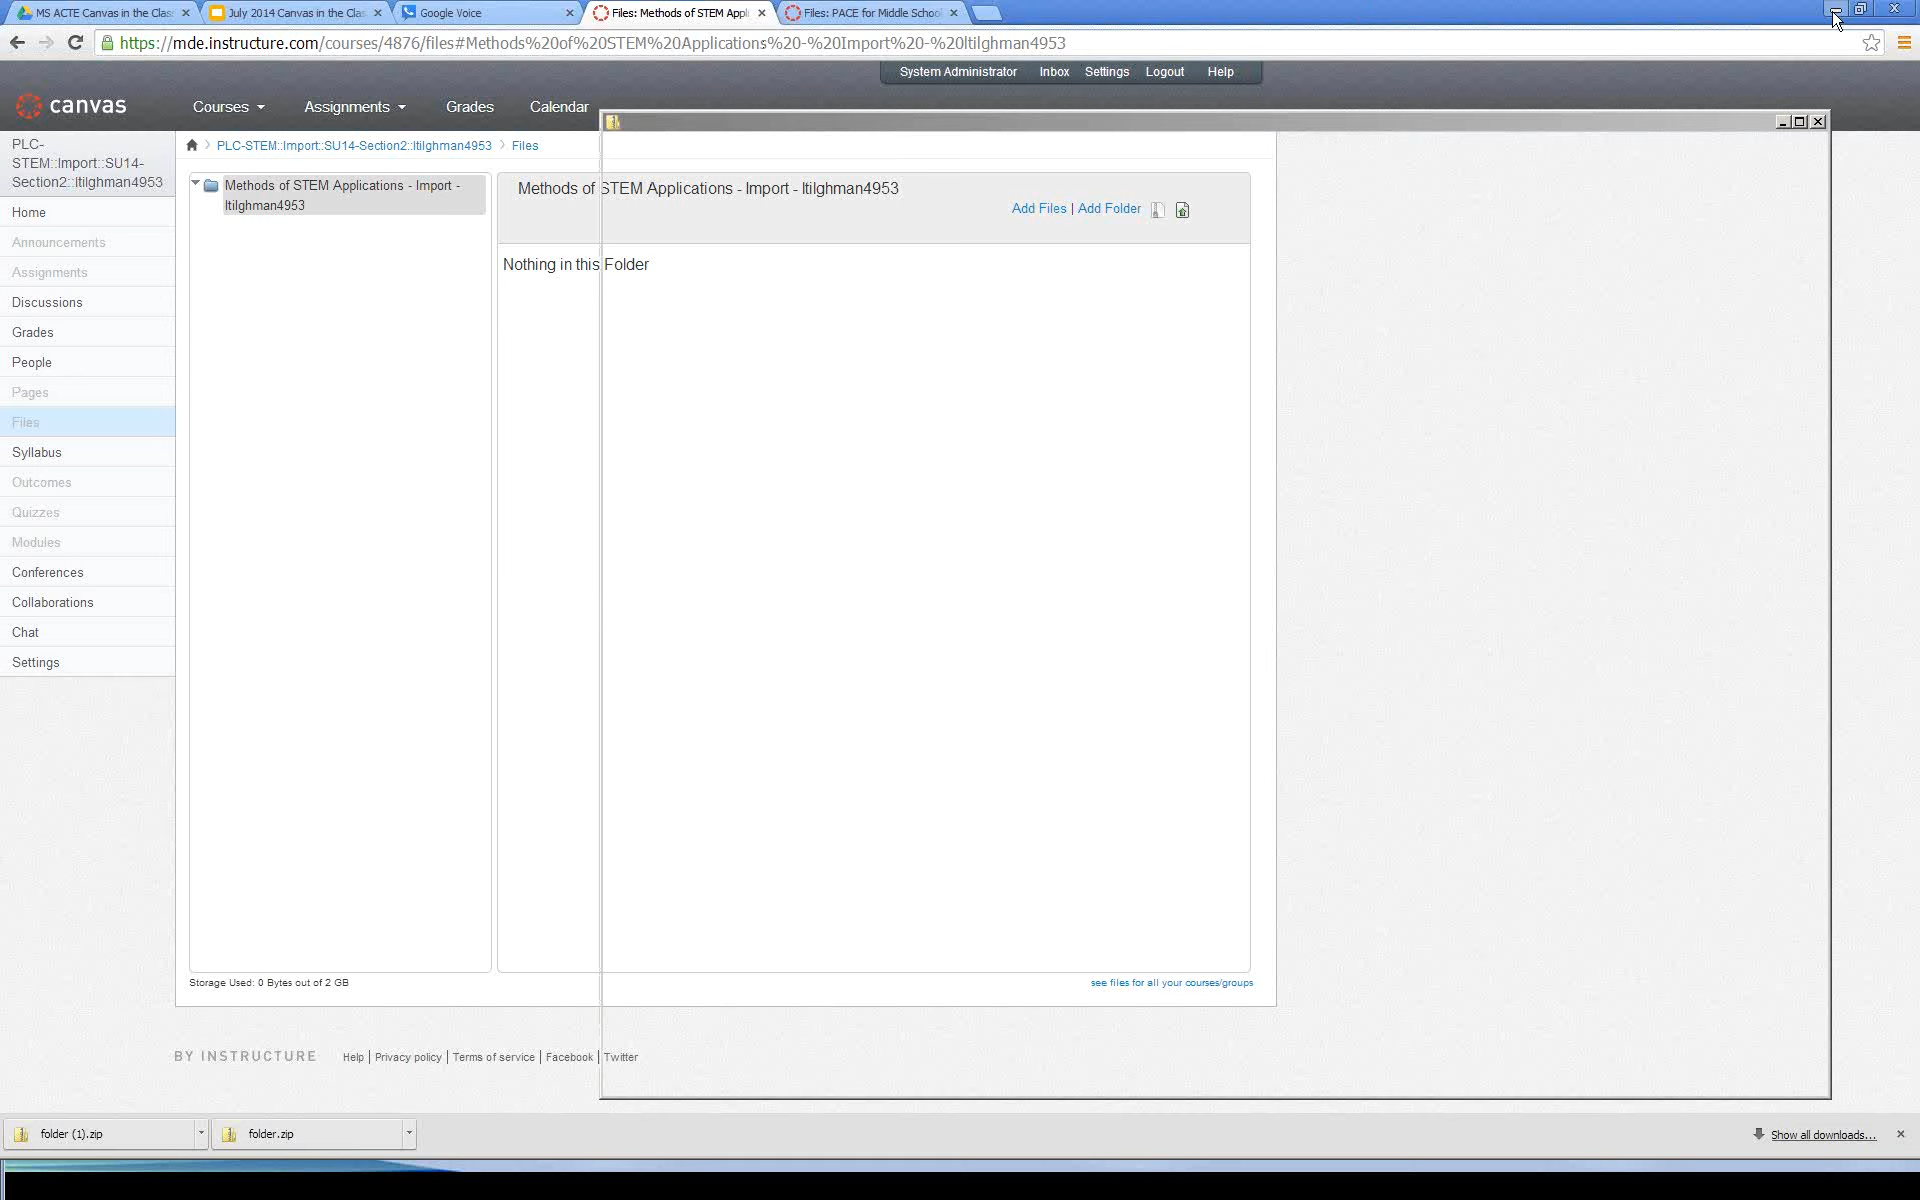 MS ACTE Canvas in the Clas
July 2014 Canvas in the Clas
Google Voice
Files: Methods of STEM Appl
Files: PACE for Middle School
https://mde.instructure.com/courses/4876/files#Methods%20of%20STEM%20Applications%20-%20Import%20-%20ltilghman4953
System Administrator Inbox Settings Logout Help
canvas
Courses Assignments Grades Calendar
PLC-
STEM::Import::SU14-
Section2::ltilghman4953
PLC-STEM::Import::SU14-Section2::ltilghman4953 Files
Home
Announcements
Assignments
Discussions
Grades
People
Pages
Files
Syllabus
Outcomes
Quizzes
Modules
Conferences
Collaborations
Chat
Settings
Methods of STEM Applications - Import -
ltilghman4953
Methods of STEM Applications - Import - ltilghman4953
Add Files | Add Folder
Nothing in this Folder
Storage Used: 0 Bytes out of 2 GB
see files for all your courses/groups
BY INSTRUCTURE
Help | Privacy policy | Terms of service | Facebook | Twitter
folder (1).zip
folder.zip
Show all downloads...